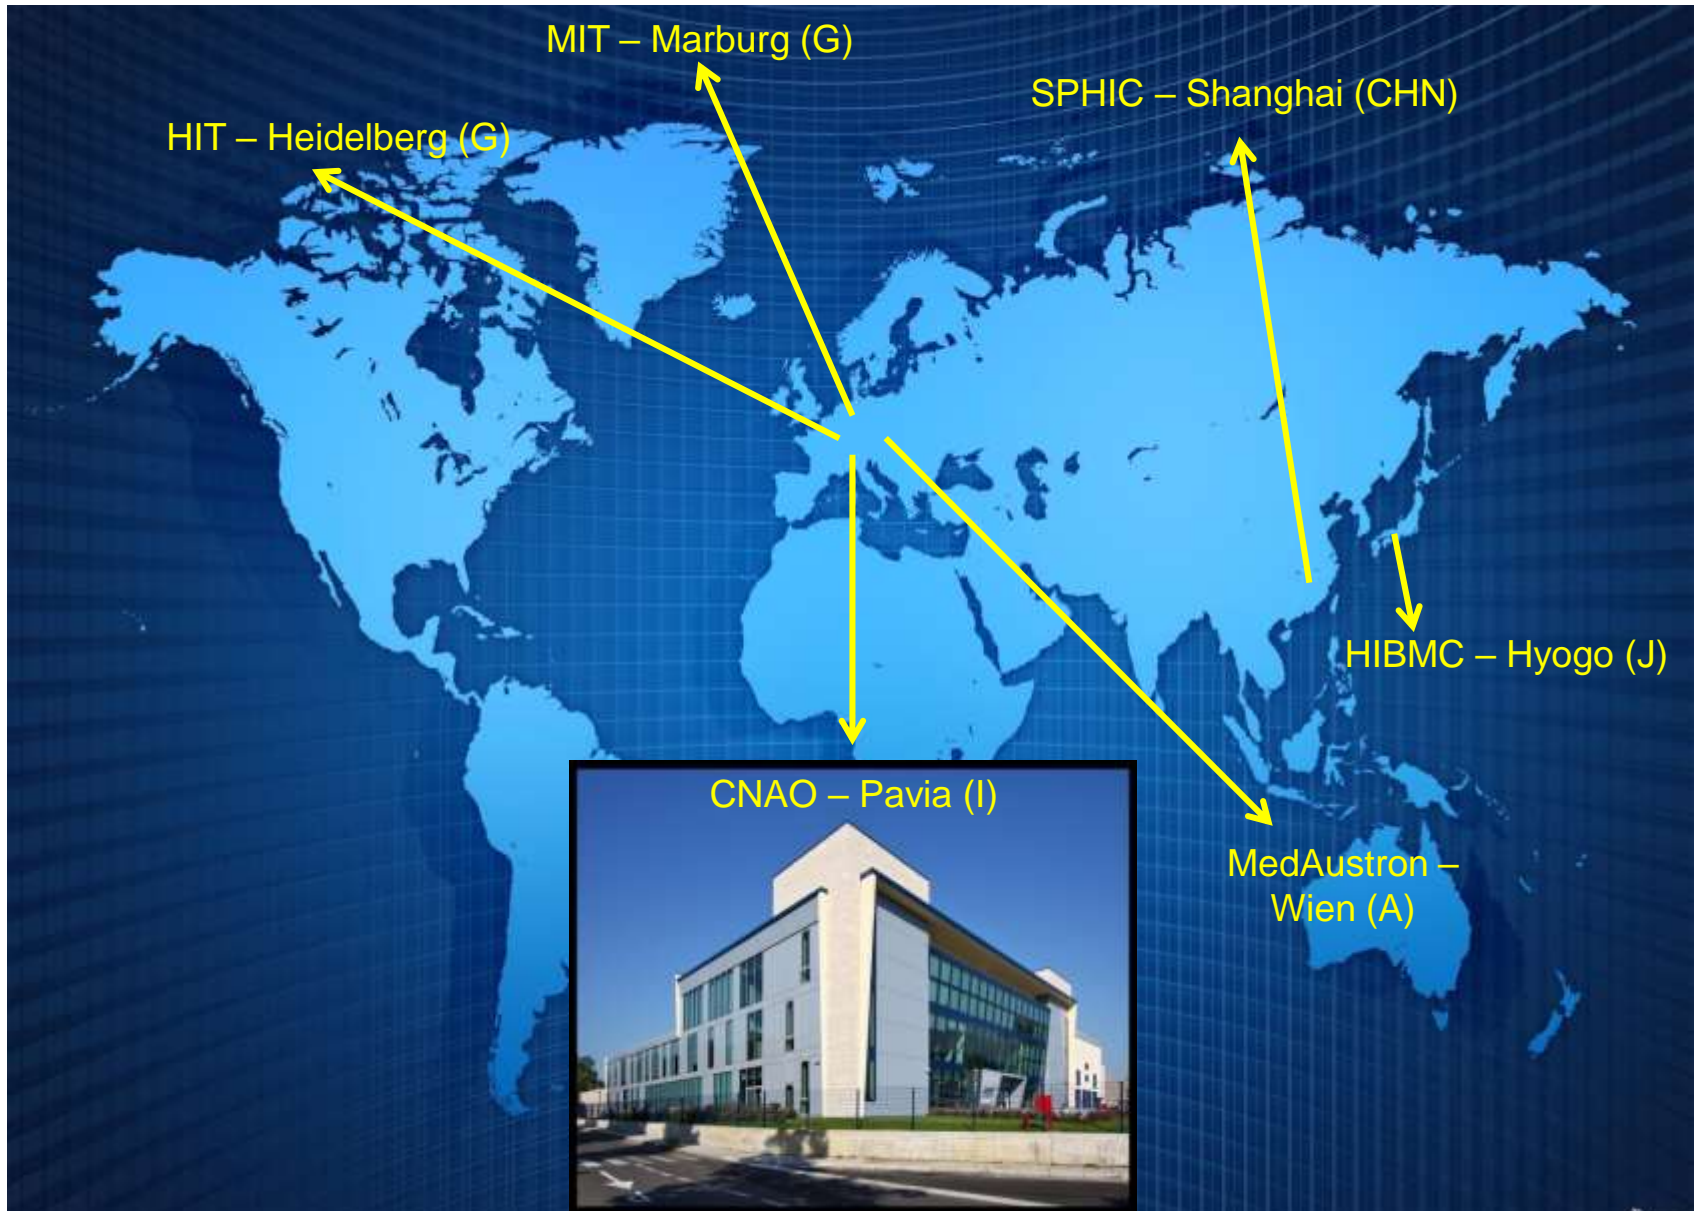 MIT – Marburg (G)
SPHIC – Shanghai (CHN)
HIT – Heidelberg (G)
HIBMC – Hyogo (J)
CNAO – Pavia (I)
MedAustron –
Wien (A)